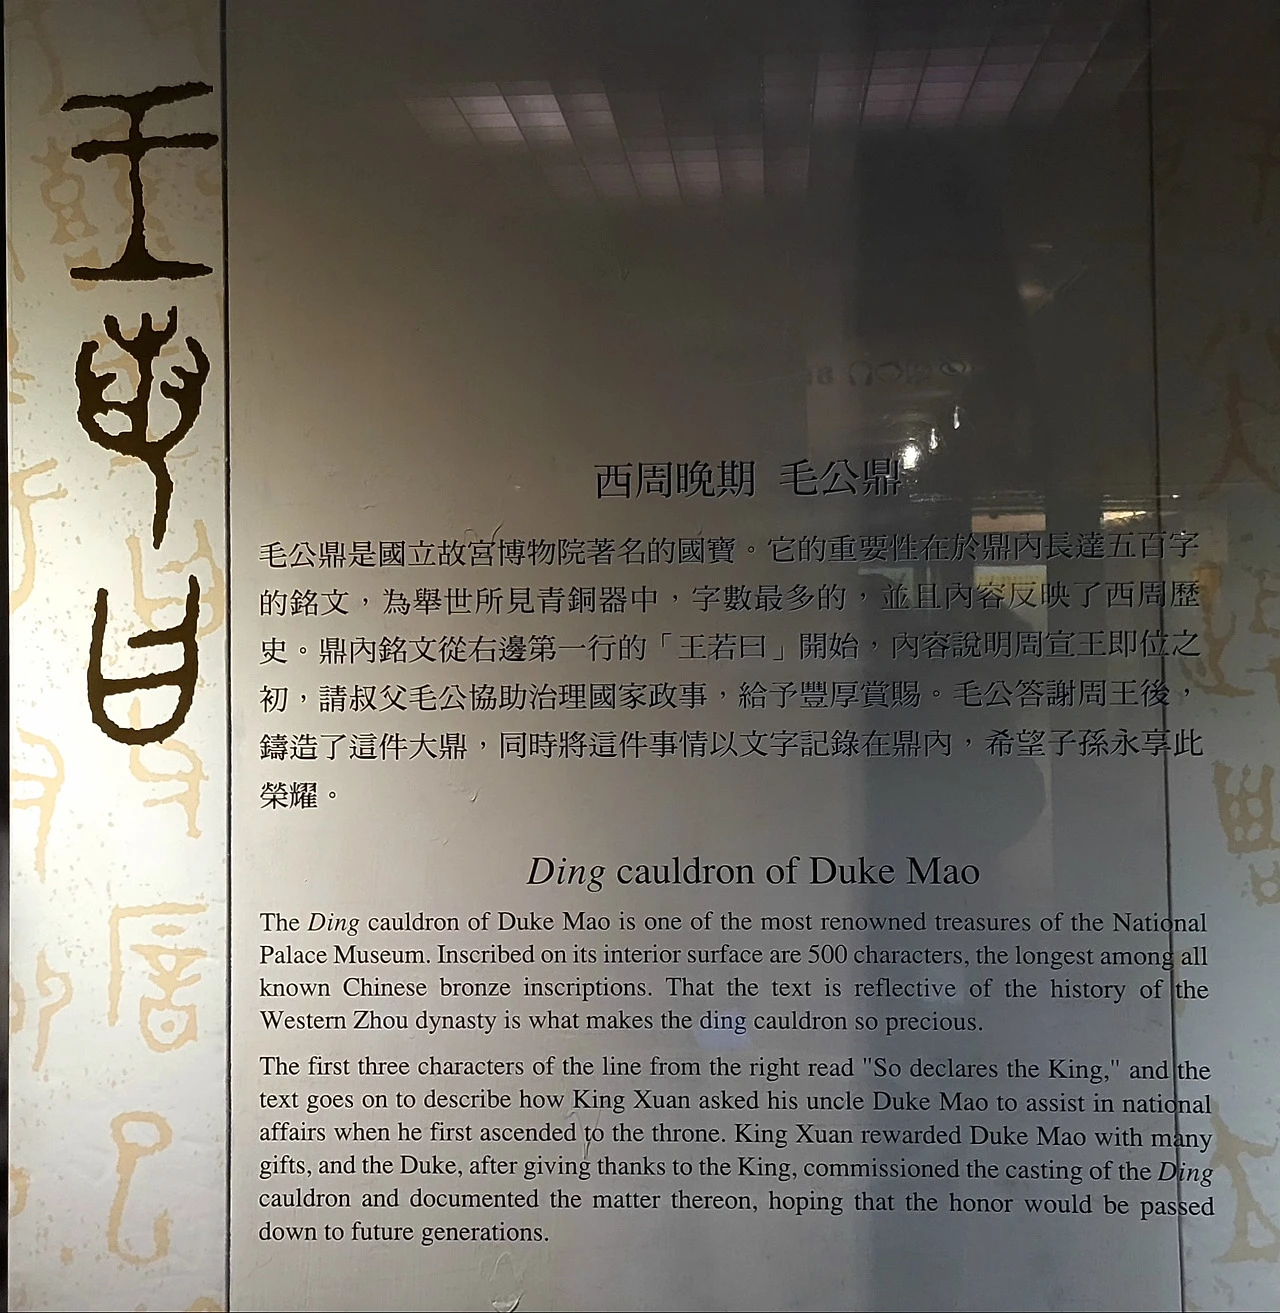 王
若
曰
西周晚期 毛公鼎
毛公鼎是國立故宮博物院著名的國寶。它的重要性在於鼎內長達五百字
的銘文，為舉世所見青銅器中，字數最多的，並且內容反映了西周歷
史。鼎內銘文從右邊第一行的「王若曰」開始，內容說明周宣王即位之
初，請叔父毛公協助治理國家政事，給予豐厚賞賜。毛公答謝周王後，
鑄造了這件大鼎，同時將這件事情以文字記錄在鼎內，希望子孫永享此
榮耀。
Ding cauldron of Duke Mao
The Ding cauldron of Duke Mao is one of the most renowned treasures of the National
Palace Museum. Inscribed on its interior surface are 500 characters, the longest among all
known Chinese bronze inscriptions. That the text is reflective of the history of the
Western Zhou dynasty is what makes the ding cauldron so precious.
The first three characters of the line from the right read "So declares the King," and the
text goes on to describe how King Xuan asked his uncle Duke Mao to assist in national
affairs when he first ascended to the throne. King Xuan rewarded Duke Mao with many
gifts, and the Duke, after giving thanks to the King, commissioned the casting of the Ding
cauldron and documented the matter thereon, hoping that the honor would be passed
down to future generations.